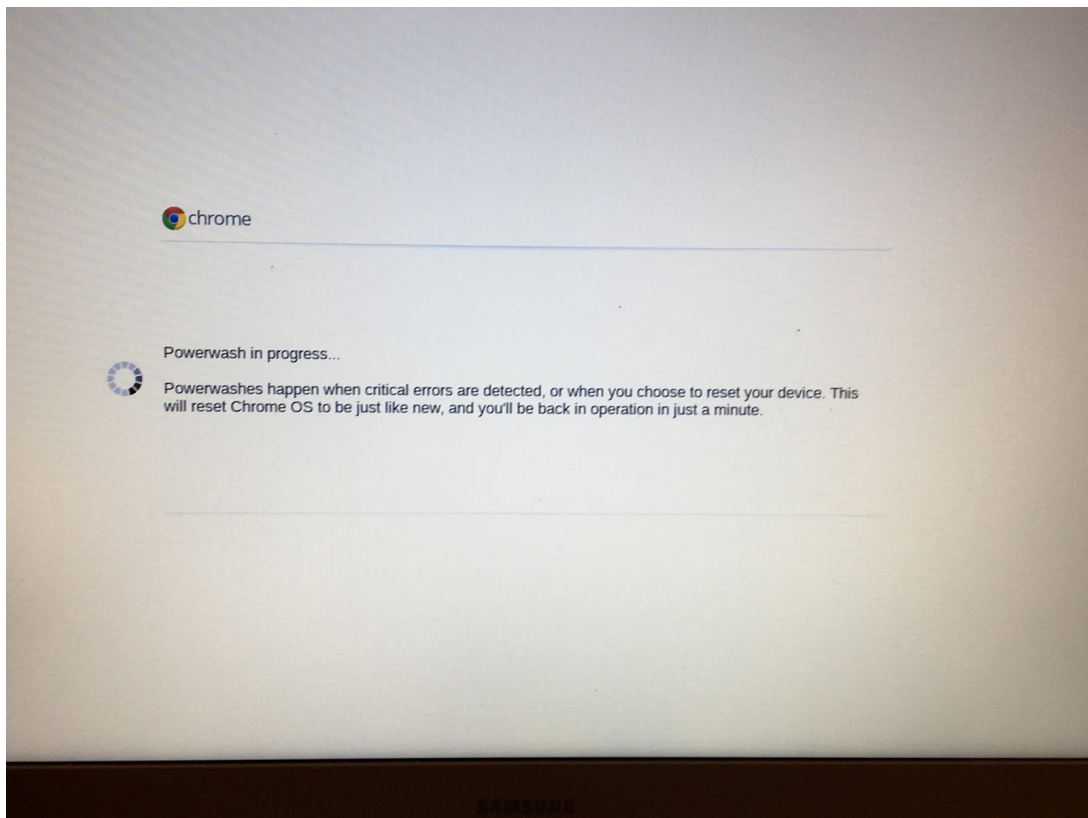 chrome
Powerwash in progress...
Powerwashes happen when critical errors are detected, or when you choose to reset your device. This
will reset Chrome OS to be just like new, and you'll be back in operation in just a minute.
SAMSUNG